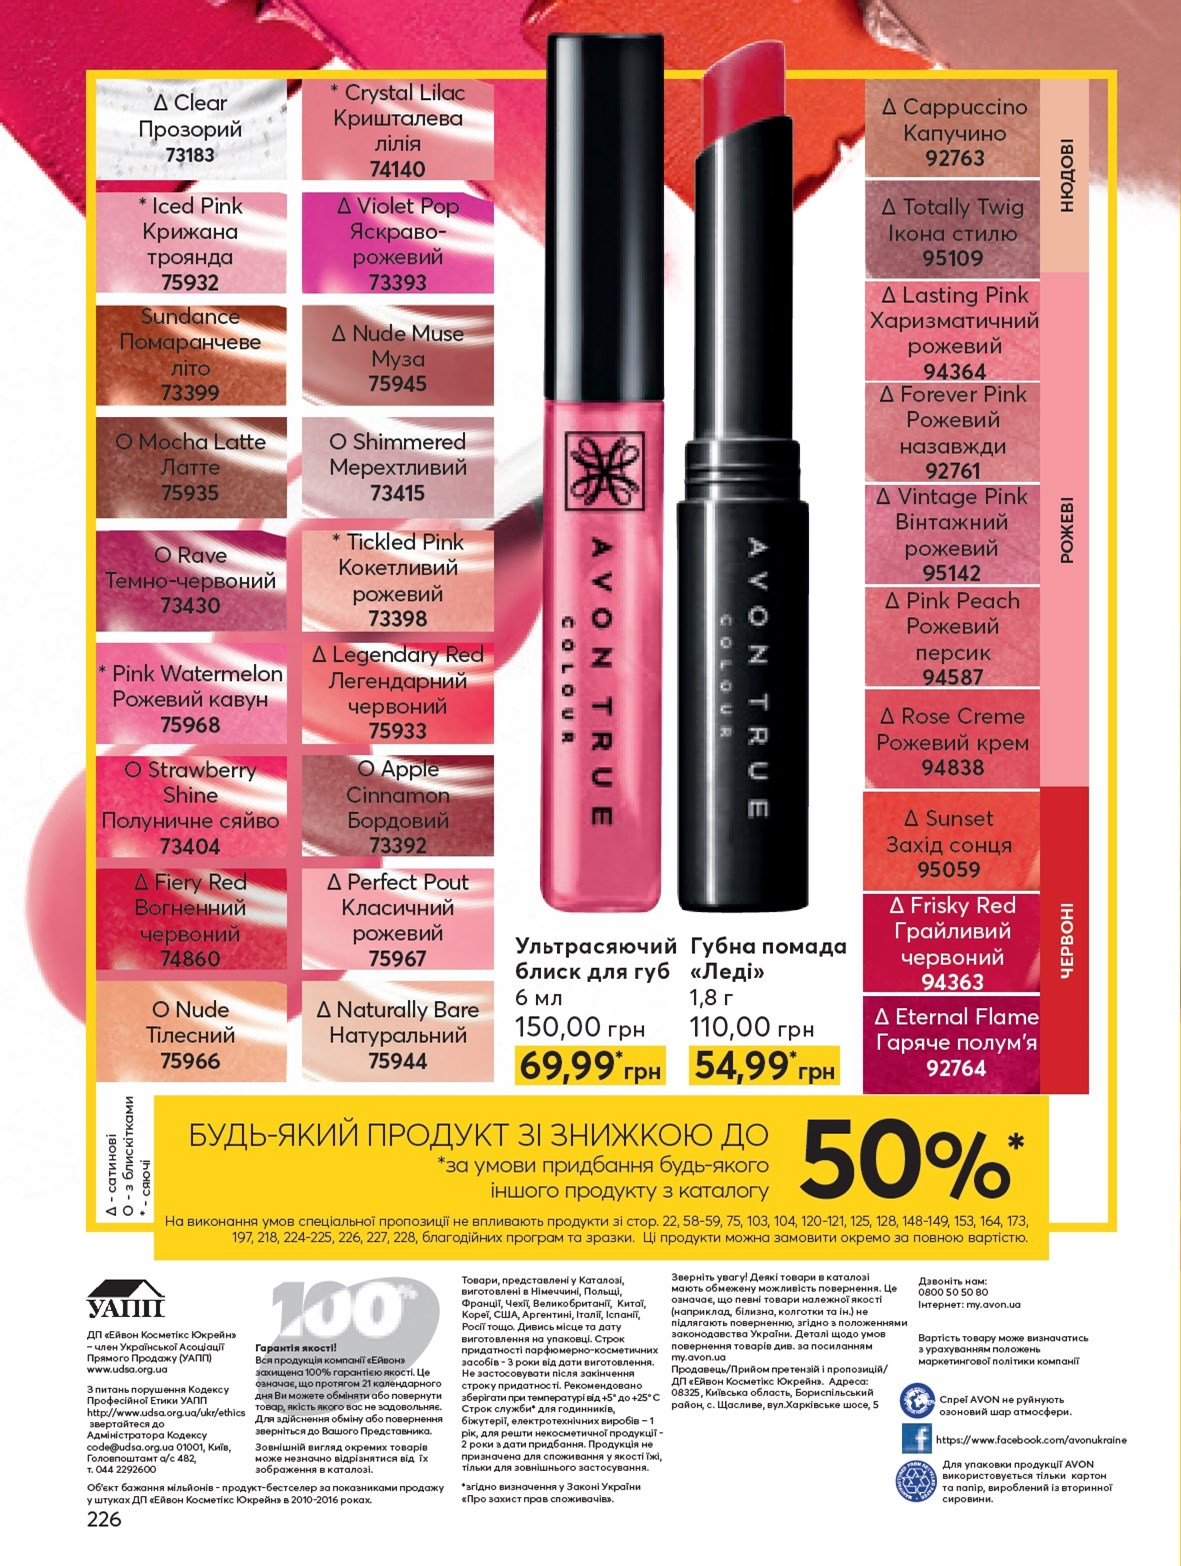 Δ Clear
Прозорий
73183
* Iced Pink
Крижана
троянда
75932
Sundance
Помаранчеве
літо
73399
O Mocha Latte
Латте
75935
O Rave
Темно-червоний
73430
* Pink Watermelon
Рожевий кавун
75968
O Strawberry
Shine
Полуничне сяйво
73404
Δ Fiery Red
Вогненний
червоний
74860
O Nude
Тілесний
75966
* Crystal Lilac
Кришталева
лілія
74140
Δ Violet Pop
Яскраво-
рожевий
73393
Δ Nude Muse
Муза
75945
O Shimmered
Мерехтливий
73415
* Tickled Pink
Кокетливий
рожевий
73398
Δ Legendary Red
Легендарний
червоний
75933
O Apple
Cinnamon
Бордовий
73392
Δ Perfect Pout
Класичний
рожевий
75967
Δ Naturally Bare
Натуральний
75944
AVON TRUE
COLOUR
AVON TRUE
COLOUR
Ультрасяючий
блиск для губ
6 мл
150,00 грн
69,99* грн
Губна помада
«Леді»
1,8 г
110,00 грн
54,99* грн
Δ Cappuccino
Капучино
92763
Δ Totally Twig
Ікона стилю
95109
Δ Lasting Pink
Харизматичний
рожевий
94364
Δ Forever Pink
Рожевий
назавжди
92761
Δ Vintage Pink
Вінтажний
рожевий
95142
Δ Pink Peach
Рожевий
персик
94587
Δ Rose Creme
Рожевий крем
94838
Δ Sunset
Захід сонця
95059
Δ Frisky Red
Грайливий
червоний
94363
Δ Eternal Flame
Гаряче полум'я
92764
НЮДОВІ
РОЖЕВІ
ЧЕРВОНІ
Δ - сатинові
O - з блискітками
* - сяючі
БУДЬ-ЯКИЙ ПРОДУКТ ЗІ ЗНИЖКОЮ ДО
50%*
*за умови придбання будь-якого
іншого продукту з каталогу
На виконання умов спеціальної пропозиції не впливають продукти зі стор. 22, 58-59, 75, 103, 104, 120-121, 125, 128, 148-149, 153, 164, 173,
197, 218, 224-225, 226, 227, 228, благодійних програм та зразки. Ці продукти можна замовити окремо за повною вартістю.
УАПП
ДП «Ейвон Косметікс Юкрейн»
– член Української Асоціації
Прямого Продажу (УАПП)
www.udsa.org.ua
З питань порушення Кодексу
Професійної Етики УАПП
http://www.udsa.org.ua/ukr/ethics
звертайтеся до
Адміністратора Кодексу
code@udsa.org.ua 01001, Київ,
Головпоштамт а/с 482,
т. 044 2292600
100%
Гарантія якості!
Вся продукція компанії «Ейвон»
захищена 100% гарантією якості. Це
означає, що протягом 21 календарного
дня Ви можете обміняти або повернути
товар, якість якого вас не задовольняє.
Для здійснення обміну або повернення
зверніться до Вашого Представника.
Зовнішній вигляд окремих товарів
може незначно відрізнятися від їх
зображення в каталозі.
Об'єкт бажання мільйонів - продукт-бестселер за показниками продажу
у штуках ДП «Ейвон Косметікс Юкрейн» в 2010-2016 роках.
226
Товари, представлені у Каталозі,
виготовлені в Німеччині, Польщі,
Франції, Чехії, Великобританії, Китаї,
Кореї, США, Аргентині, Італії, Іспанії,
Росії тощо. Дивись місце та дату
виготовлення на упаковці. Строк
придатності парфюмерно-косметичних
засобів - 3 роки від дати виготовлення.
Не застосовувати після закінчення
строку придатності. Рекомендовано
зберігати при температурі від +5° до +25° С
Строк служби* для годинників,
біжутерії, електротехнічних виробів – 1
рік, для решти некосметичної продукції -
2 роки з дати придбання. Продукція не
призначена для споживання у якості їжі,
тільки для зовнішнього застосування.
*згідно визначення у Законі України
«Про захист прав споживачів».
Зверніть увагу! Деякі товари в каталозі
мають обмежену можливість повернення. Це
означає, що певні товари належної якості
(наприклад, білизна, колготки та ін.) не
підлягають поверненню, згідно з положеннями
законодавства України. Деталі щодо умов
повернення товарів див. за посиланням
my.avon.ua
Продавець/Прийом претензій і пропозицій/
ДП «Ейвон Косметікс Юкрейн». Адреса:
08325, Київська область, Бориспільський
район, с. Щасливе, вул.Харківське шосе, 5
Дзвоніть нам:
0800 50 50 80
Інтернет: my.avon.ua
Вартість товару може визначатись
з урахуванням положень
маркетингової політики компанії
Спреї AVON не руйнують
озоновий шар атмосфери.
https://www.facebook.com/avonukraine
Для упаковки продукції AVON
використовується тільки картон
та папір, вироблений із вторинної
сировини.